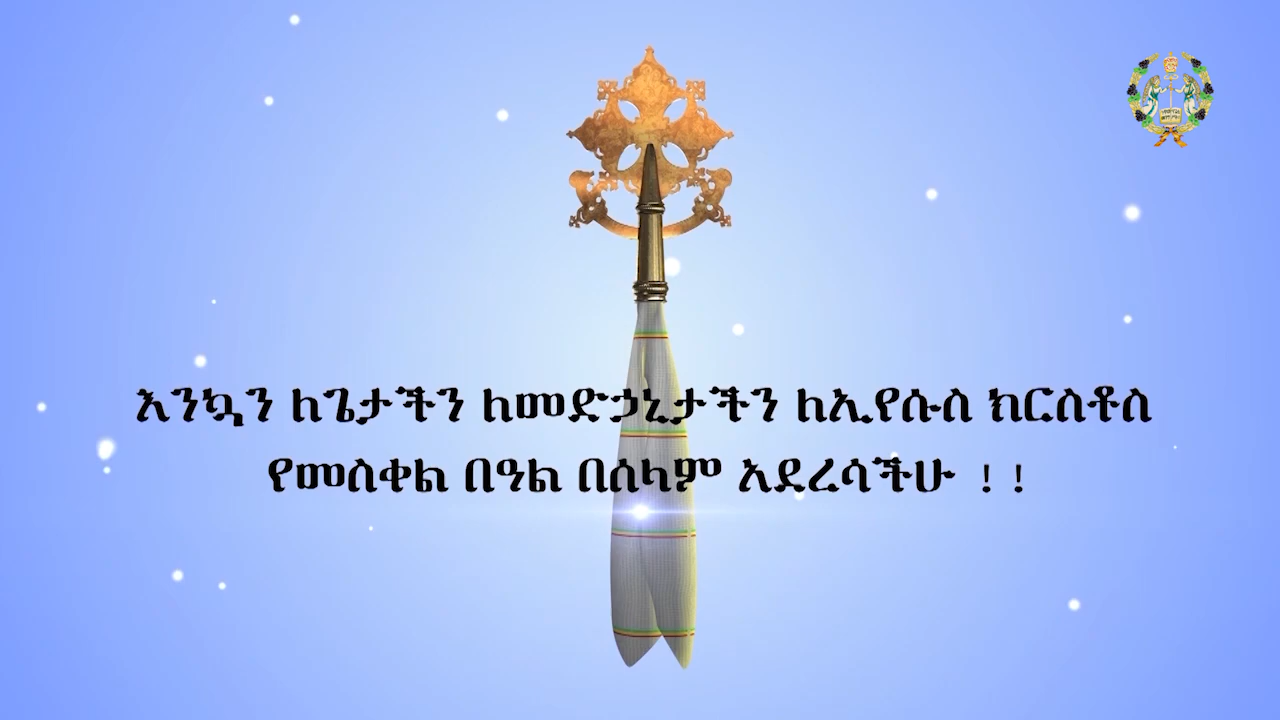 እንኳን ለጌታችን ለመድኃኒታችን ለኢየሱስ ክርስቶስ
የመስቀል በዓል በሰላም አደረሳችሁ !!